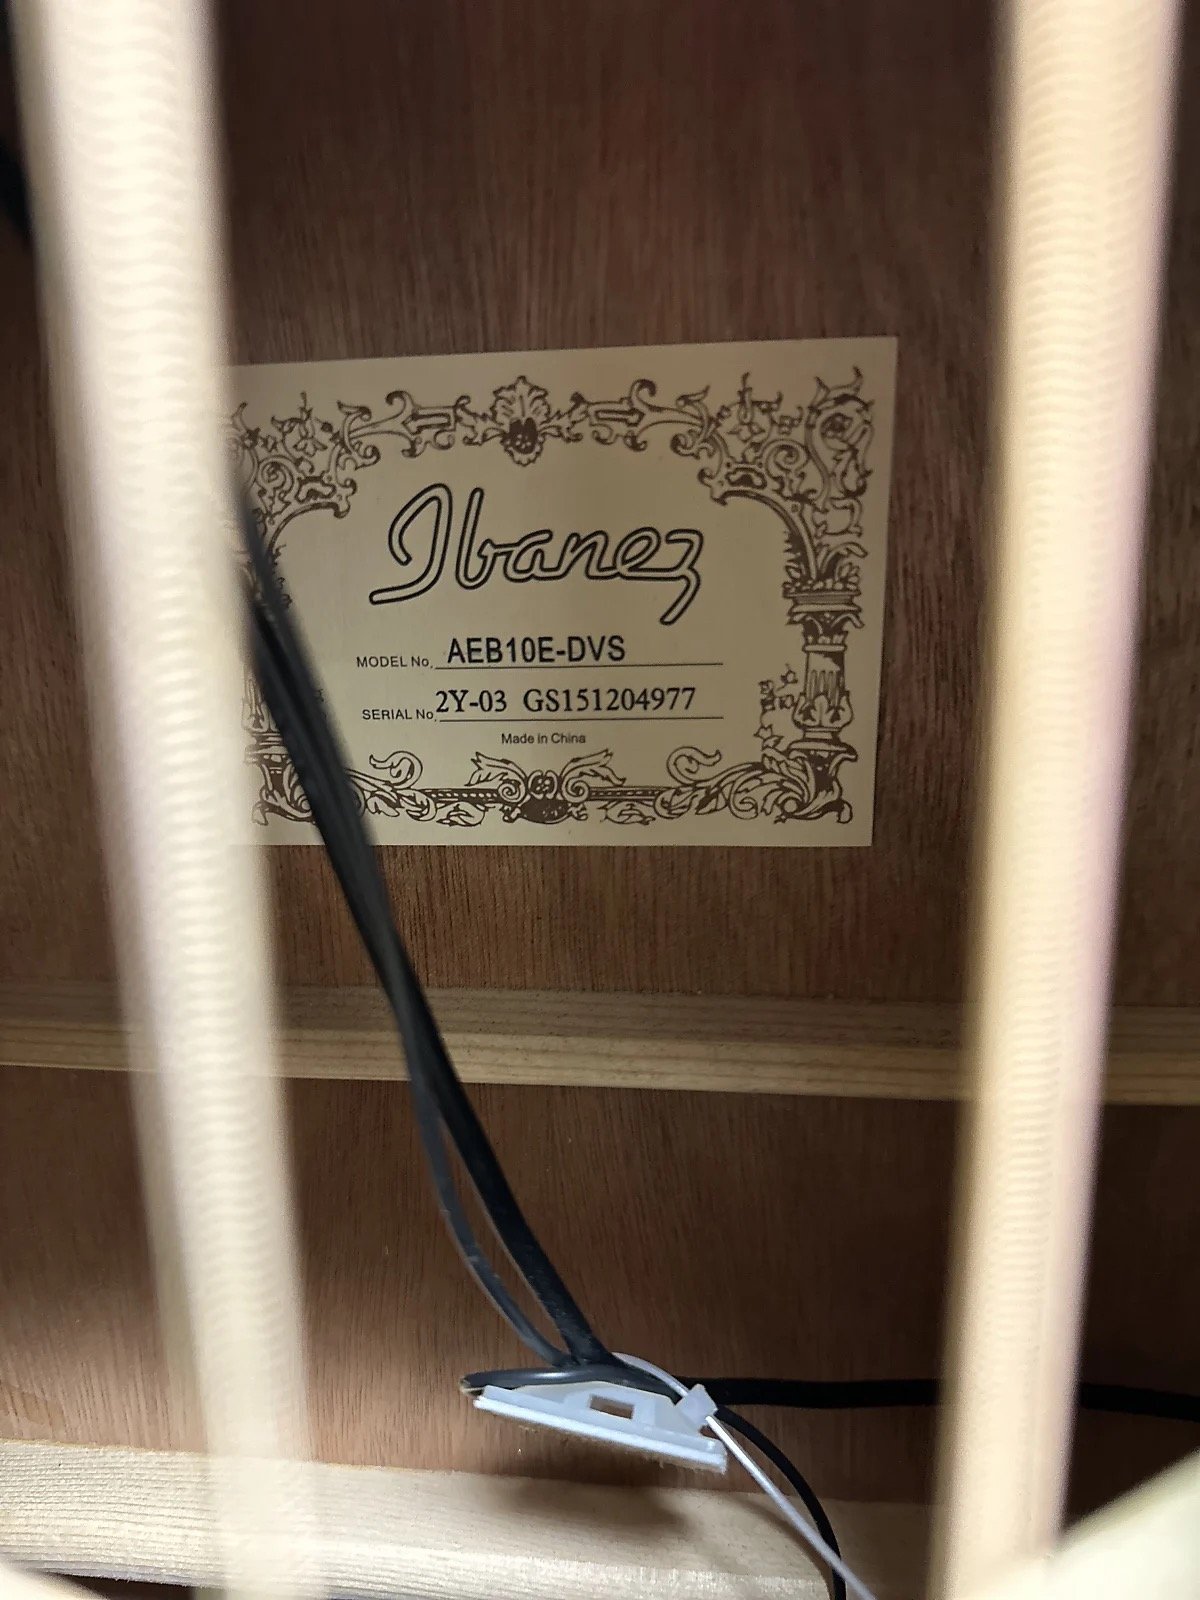 Ibanez
MODEL No. AEB10E-DVS
SERIAL No. 2Y-03 GS151204977
Made in China